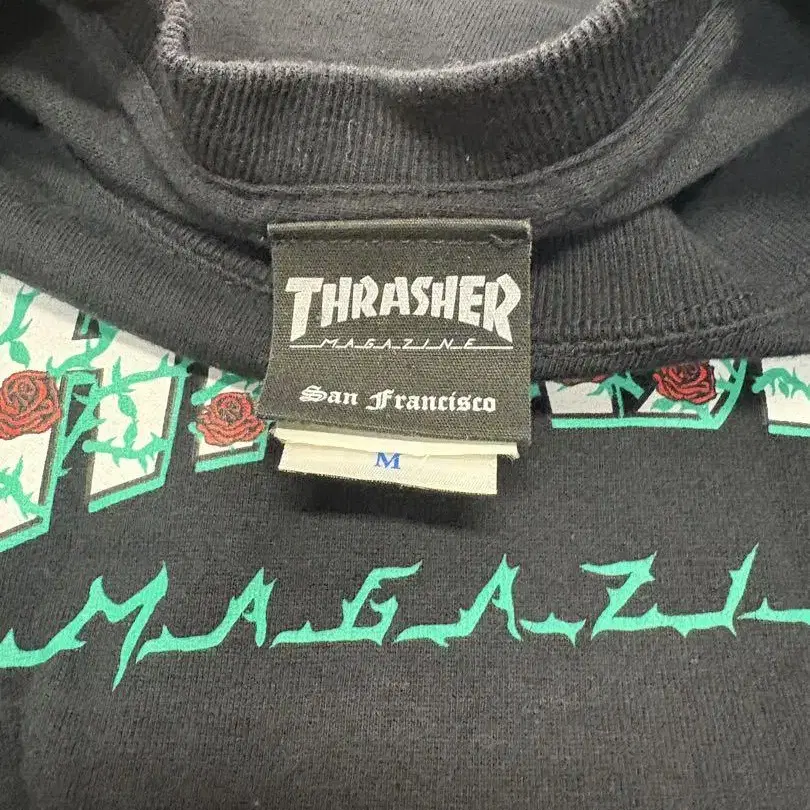 THRASHER
MAGAZINE
San Francisco
M
MAGAZI